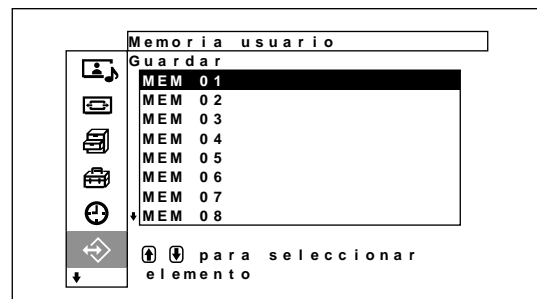 Memoria usuario
Guardar
MEM 01
MEM 02
MEM 03
MEM 04
MEM 05
MEM 06
MEM 07
MEM 08
para seleccionar
elemento